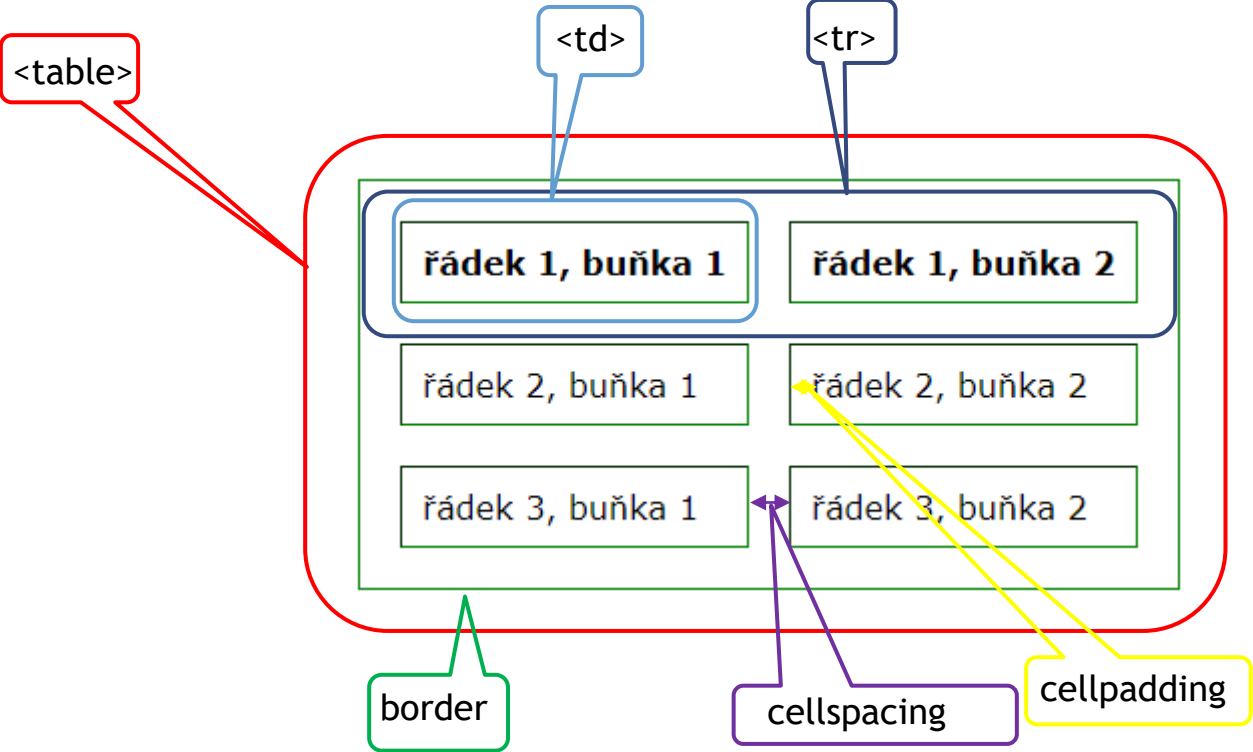 <td>
<tr>
<table>
řádek 1, buňka 1
řádek 1, buňka 2
řádek 2, buňka 1
řádek 2, buňka 2
řádek 3, buňka 1
řádek 3, buňka 2
border
cellspacing
cellpadding